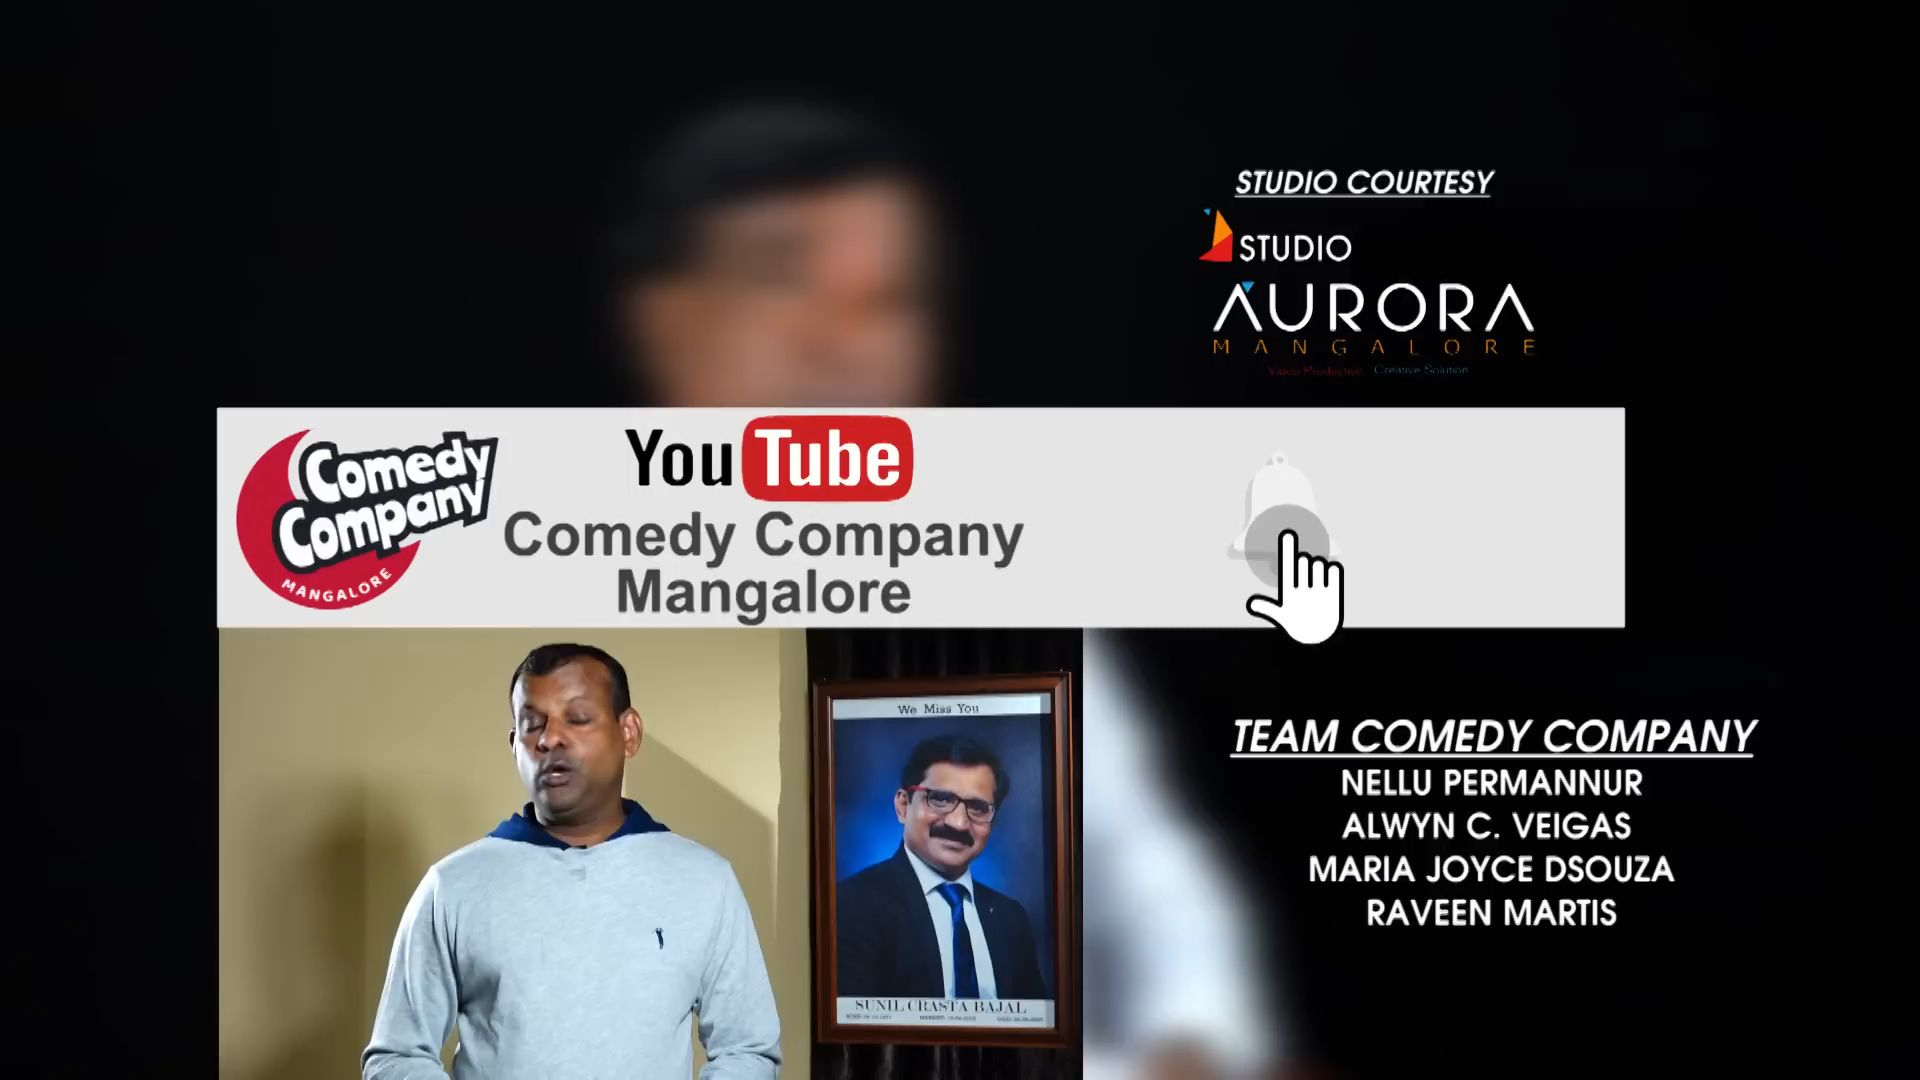 STUDIO COURTESY
STUDIO
AURORA
MANGALORE
Video Production Creative Solution
Comedy
Company
MANGALORE
YouTube
Comedy Company
Mangalore
We Miss You
SUNIL CRASTA BAJAL
TEAM COMEDY COMPANY
NELLU PERMANNUR
ALWYN C. VEIGAS
MARIA JOYCE DSOUZA
RAVEEN MARTIS